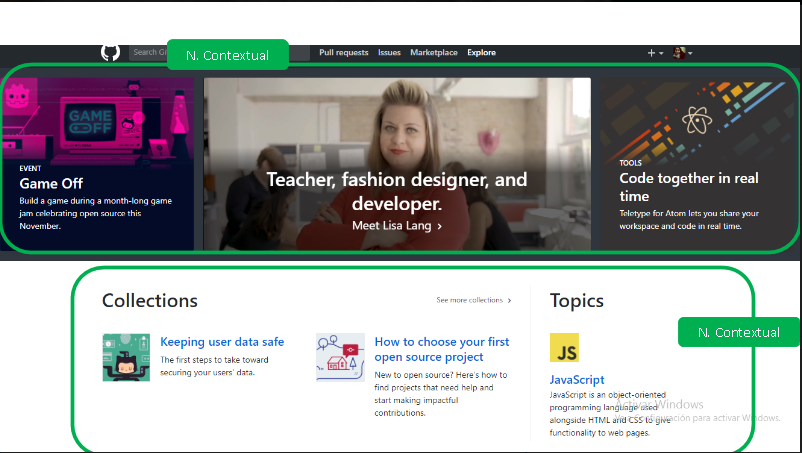 Search Gi
N. Contextual
Pull requests Issues Marketplace Explore
GAME
OFF
EVENT
Game Off
Build a game during a month-long game
jam celebrating open source this
November.
Teacher, fashion designer, and
developer.
Meet Lisa Lang ›
TOOLS
Code together in real
time
Teletype for Atom lets you share your
workspace and code in real time.
Collections
See more collections ›
Keeping user data safe
The first steps to take toward
securing your users' data.
How to choose your first
open source project
New to open source? Here's how to
find projects that need help and
start making impactful
contributions.
Topics
N. Contextual
JS
JavaScript
JavaScript is an object-oriented
programming language used
alongside HTML and CSS to give
functionality to web pages.
Activar Windows
Configuración para activar Windows.